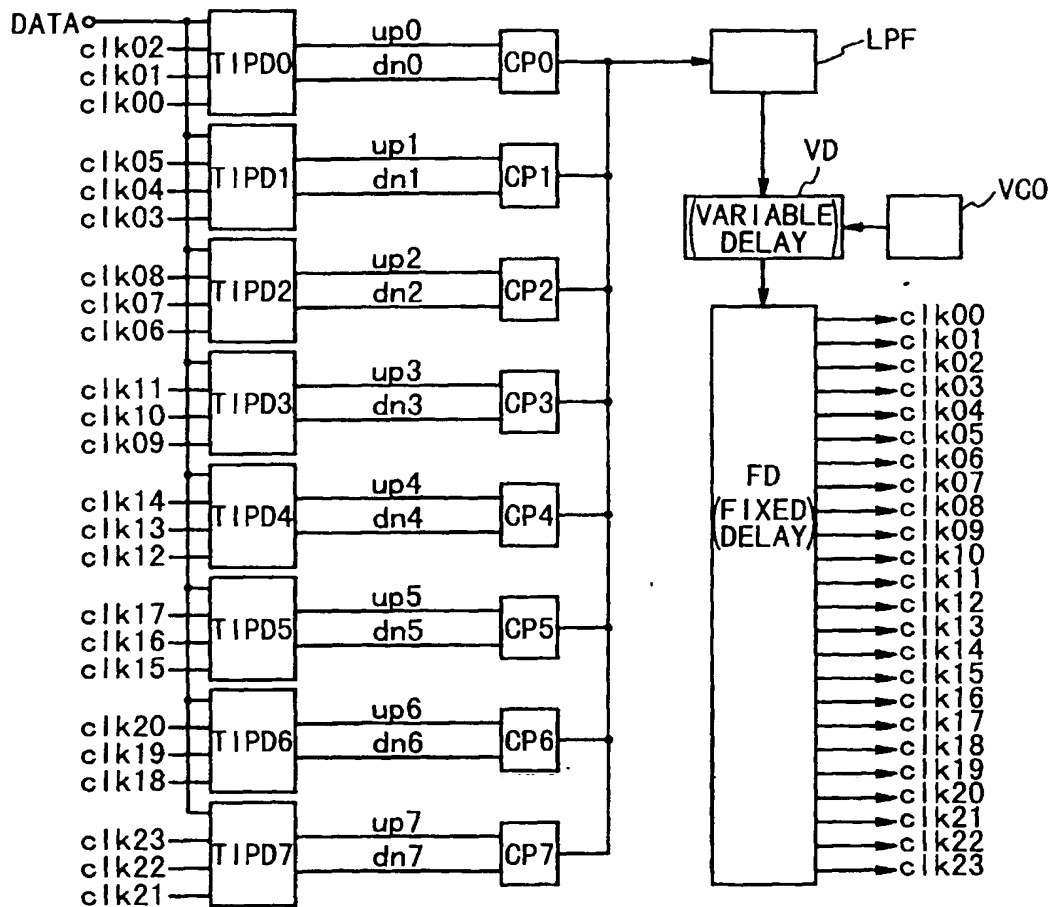 DATA
clk02
clk01
clk00
TIPD0
up0
dn0
CP0
clk05
clk04
clk03
TIPD1
up1
dn1
CP1
clk08
clk07
clk06
TIPD2
up2
dn2
CP2
clk11
clk10
clk09
TIPD3
up3
dn3
CP3
clk14
clk13
clk12
TIPD4
up4
dn4
CP4
clk17
clk16
clk15
TIPD5
up5
dn5
CP5
clk20
clk19
clk18
TIPD6
up6
dn6
CP6
clk23
clk22
clk21
TIPD7
up7
dn7
CP7
LPF
VD
(VARIABLE
DELAY)
VCO
FD
(FIXED
DELAY)
clk00
clk01
clk02
clk03
clk04
clk05
clk06
clk07
clk08
clk09
clk10
clk11
clk12
clk13
clk14
clk15
clk16
clk17
clk18
clk19
clk20
clk21
clk22
clk23